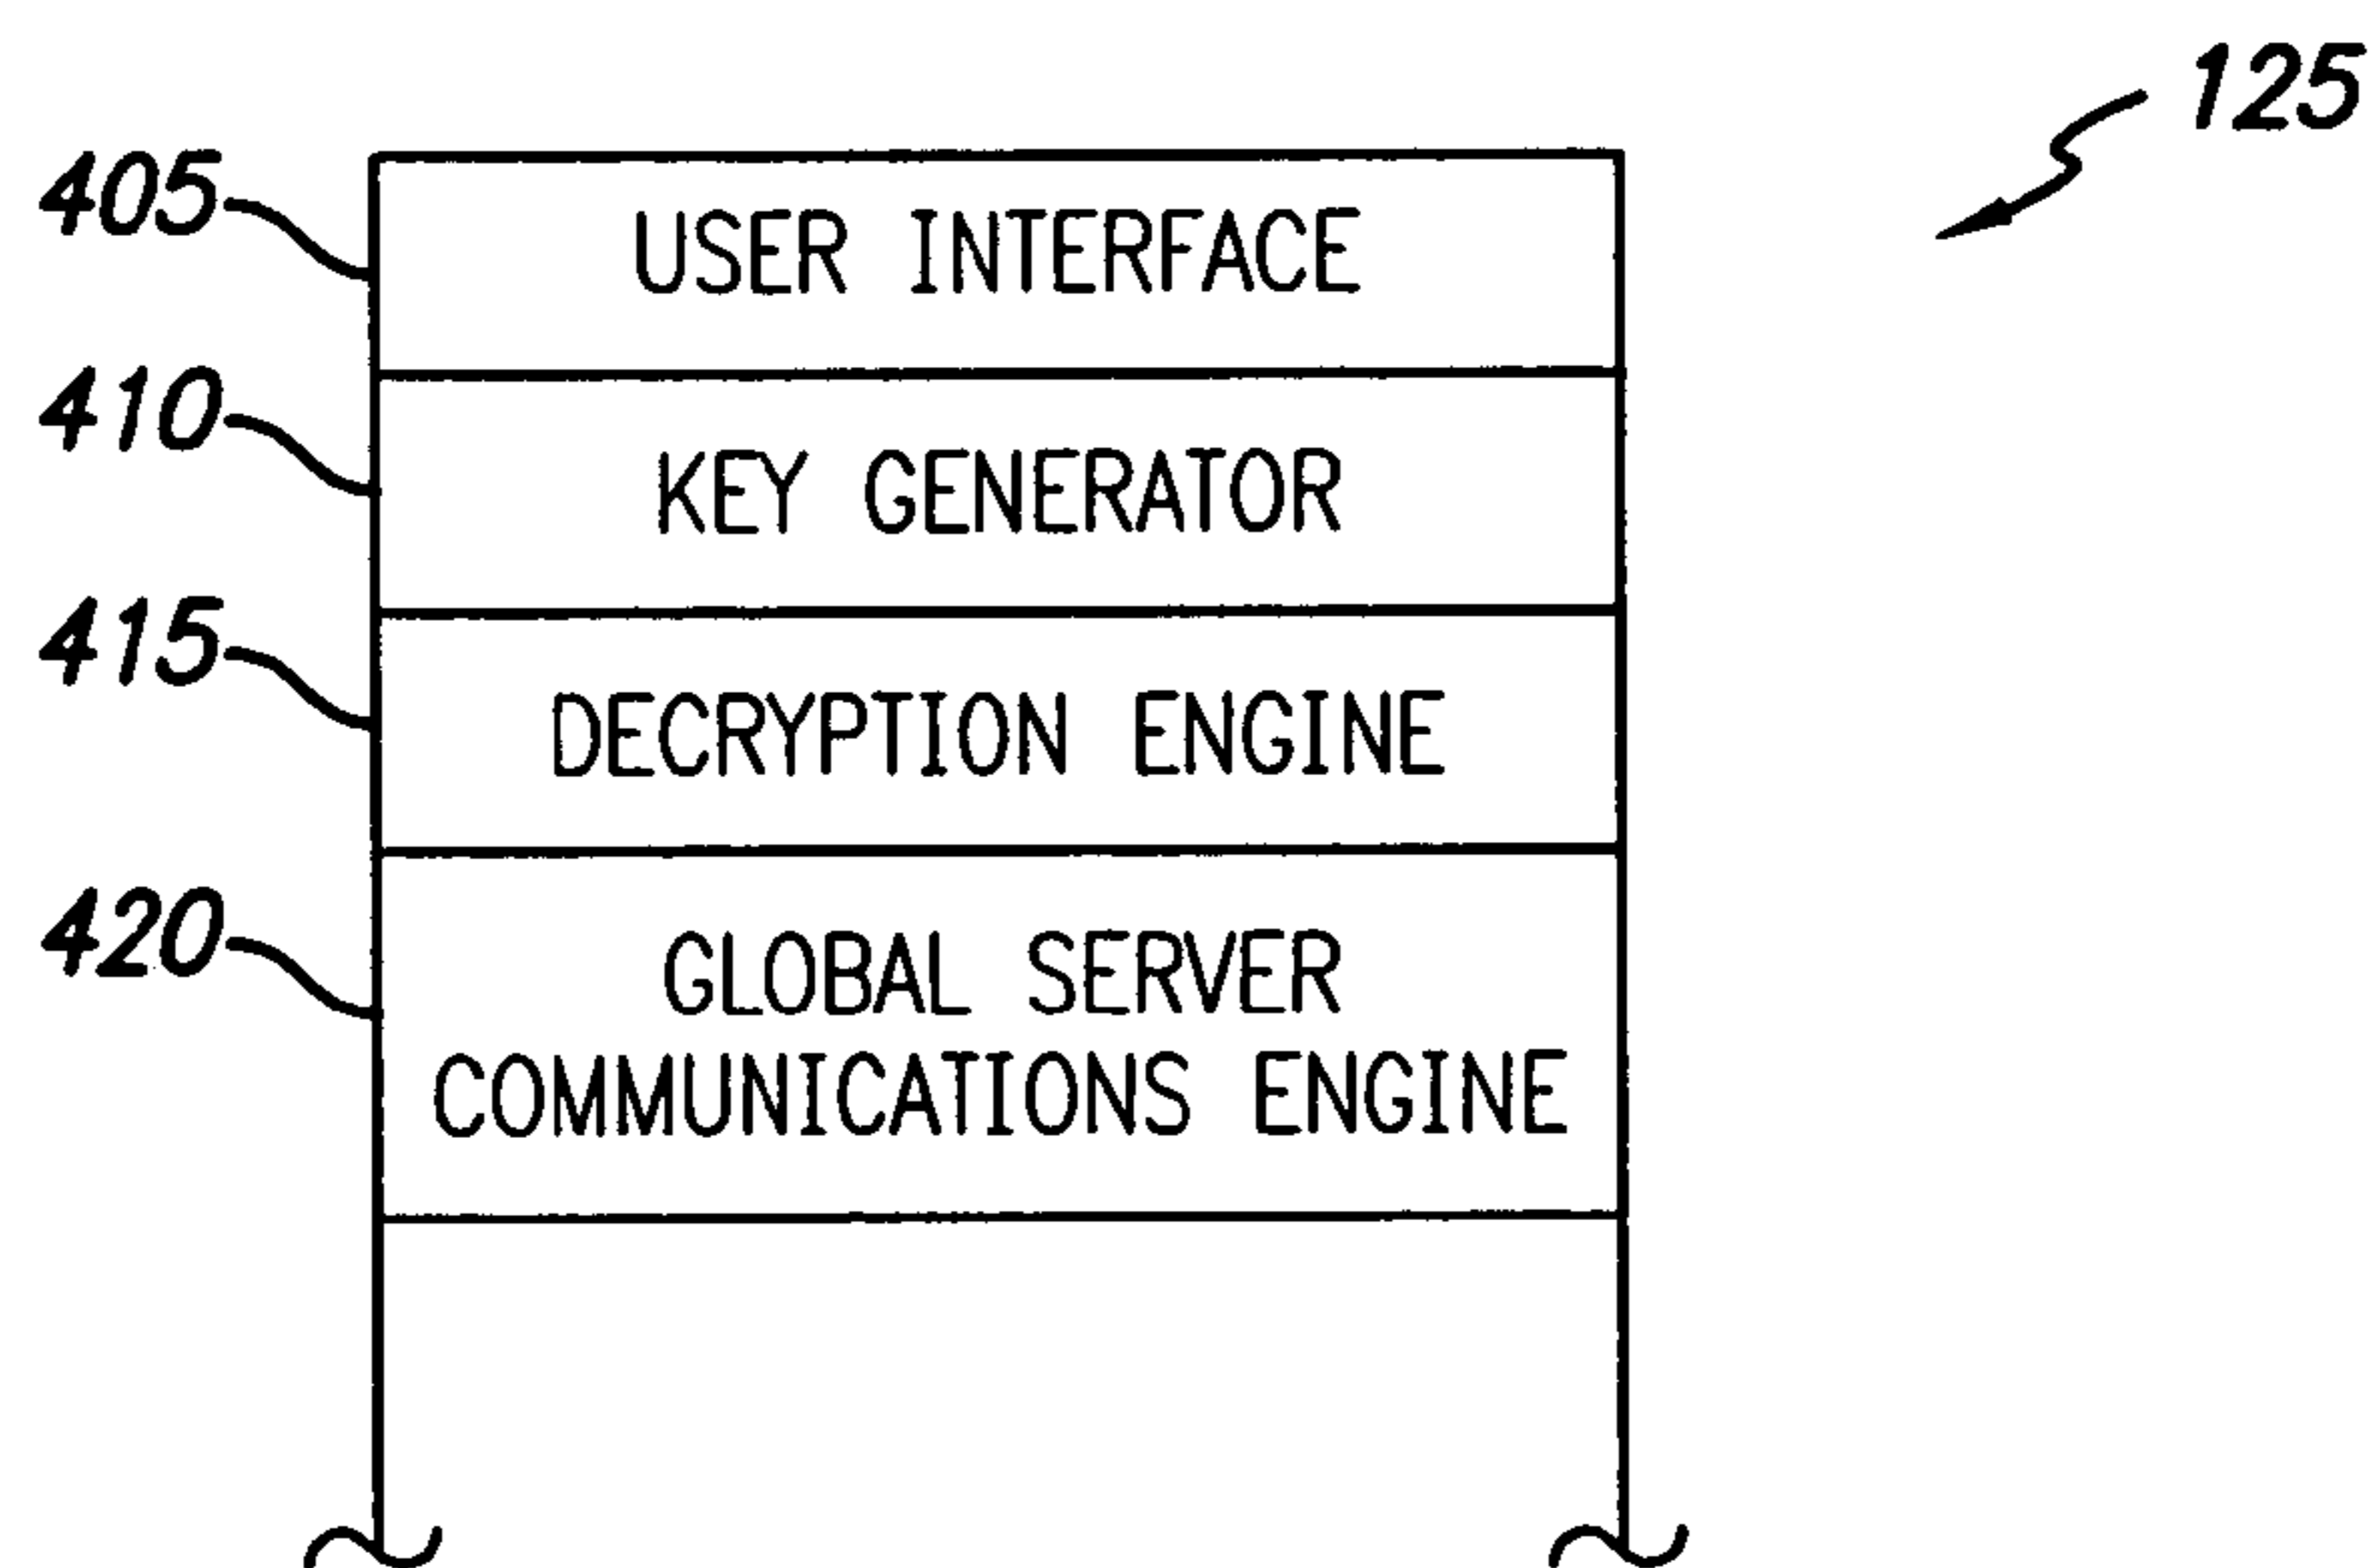 125
405
USER INTERFACE
410
KEY GENERATOR
415
DECRYPTION ENGINE
420
GLOBAL SERVER
COMMUNICATIONS ENGINE